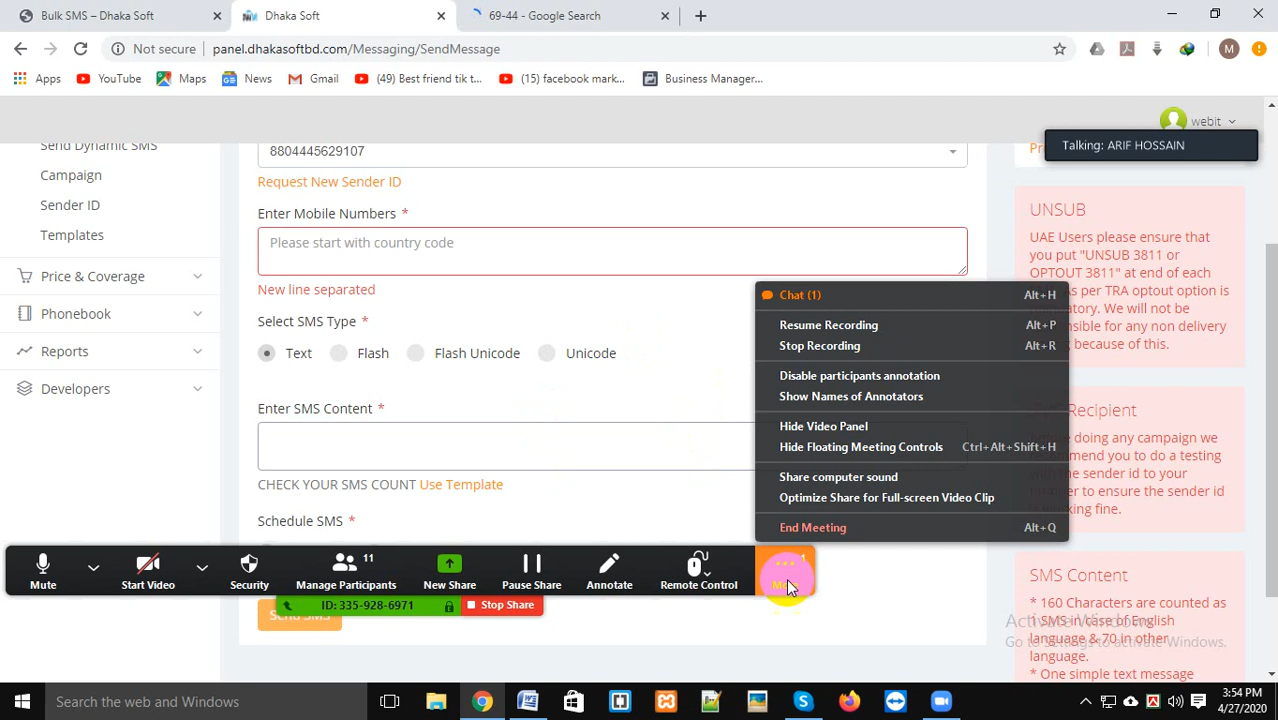 Bulk SMS – Dhaka Soft
Dhaka Soft
69-44 - Google Search
Not secure
panel.dhakasoftbd.com/Messaging/SendMessage
M
Apps
YouTube
Maps
News
Gmail
(49) Best friend tik t...
(15) facebook mark...
Business Manager...
webit
Talking: ARIF HOSSAIN
Send Dynamic SMS
Campaign
Sender ID
Templates
Price & Coverage
Phonebook
Reports
Developers
8804445629107
Request New Sender ID
Enter Mobile Numbers *
Please start with country code
New line separated
Select SMS Type *
Text
Flash
Flash Unicode
Unicode
Enter SMS Content *
CHECK YOUR SMS COUNT Use Template
Schedule SMS *
Send SMS
Chat (1) Alt+H
Resume Recording Alt+P
Stop Recording Alt+R
Disable participants annotation
Show Names of Annotators
Hide Video Panel
Hide Floating Meeting Controls Ctrl+Alt+Shift+H
Share computer sound
Optimize Share for Full-screen Video Clip
End Meeting Alt+Q
Mute
Start Video
Security
11
Manage Participants
New Share
Pause Share
Annotate
Remote Control
1
ID: 335-928-6971
Stop Share
UNSUB
UAE Users please ensure that
you put "UNSUB 3811 or
OPTOUT 3811" at end of each
As per TRA optout option is
We will not be
sible for any non delivery
because of this.
Recipient
doing any campaign we
you to do a testing
with the sender id to your
to ensure the sender id
fine.
SMS Content
* 160 Characters are counted as
1 SMS in case of English
language & 70 in other
language.
* One simple text message
Activate Windows
Go to Settings to activate Windows.
Search the web and Windows
3:54 PM
4/27/2020